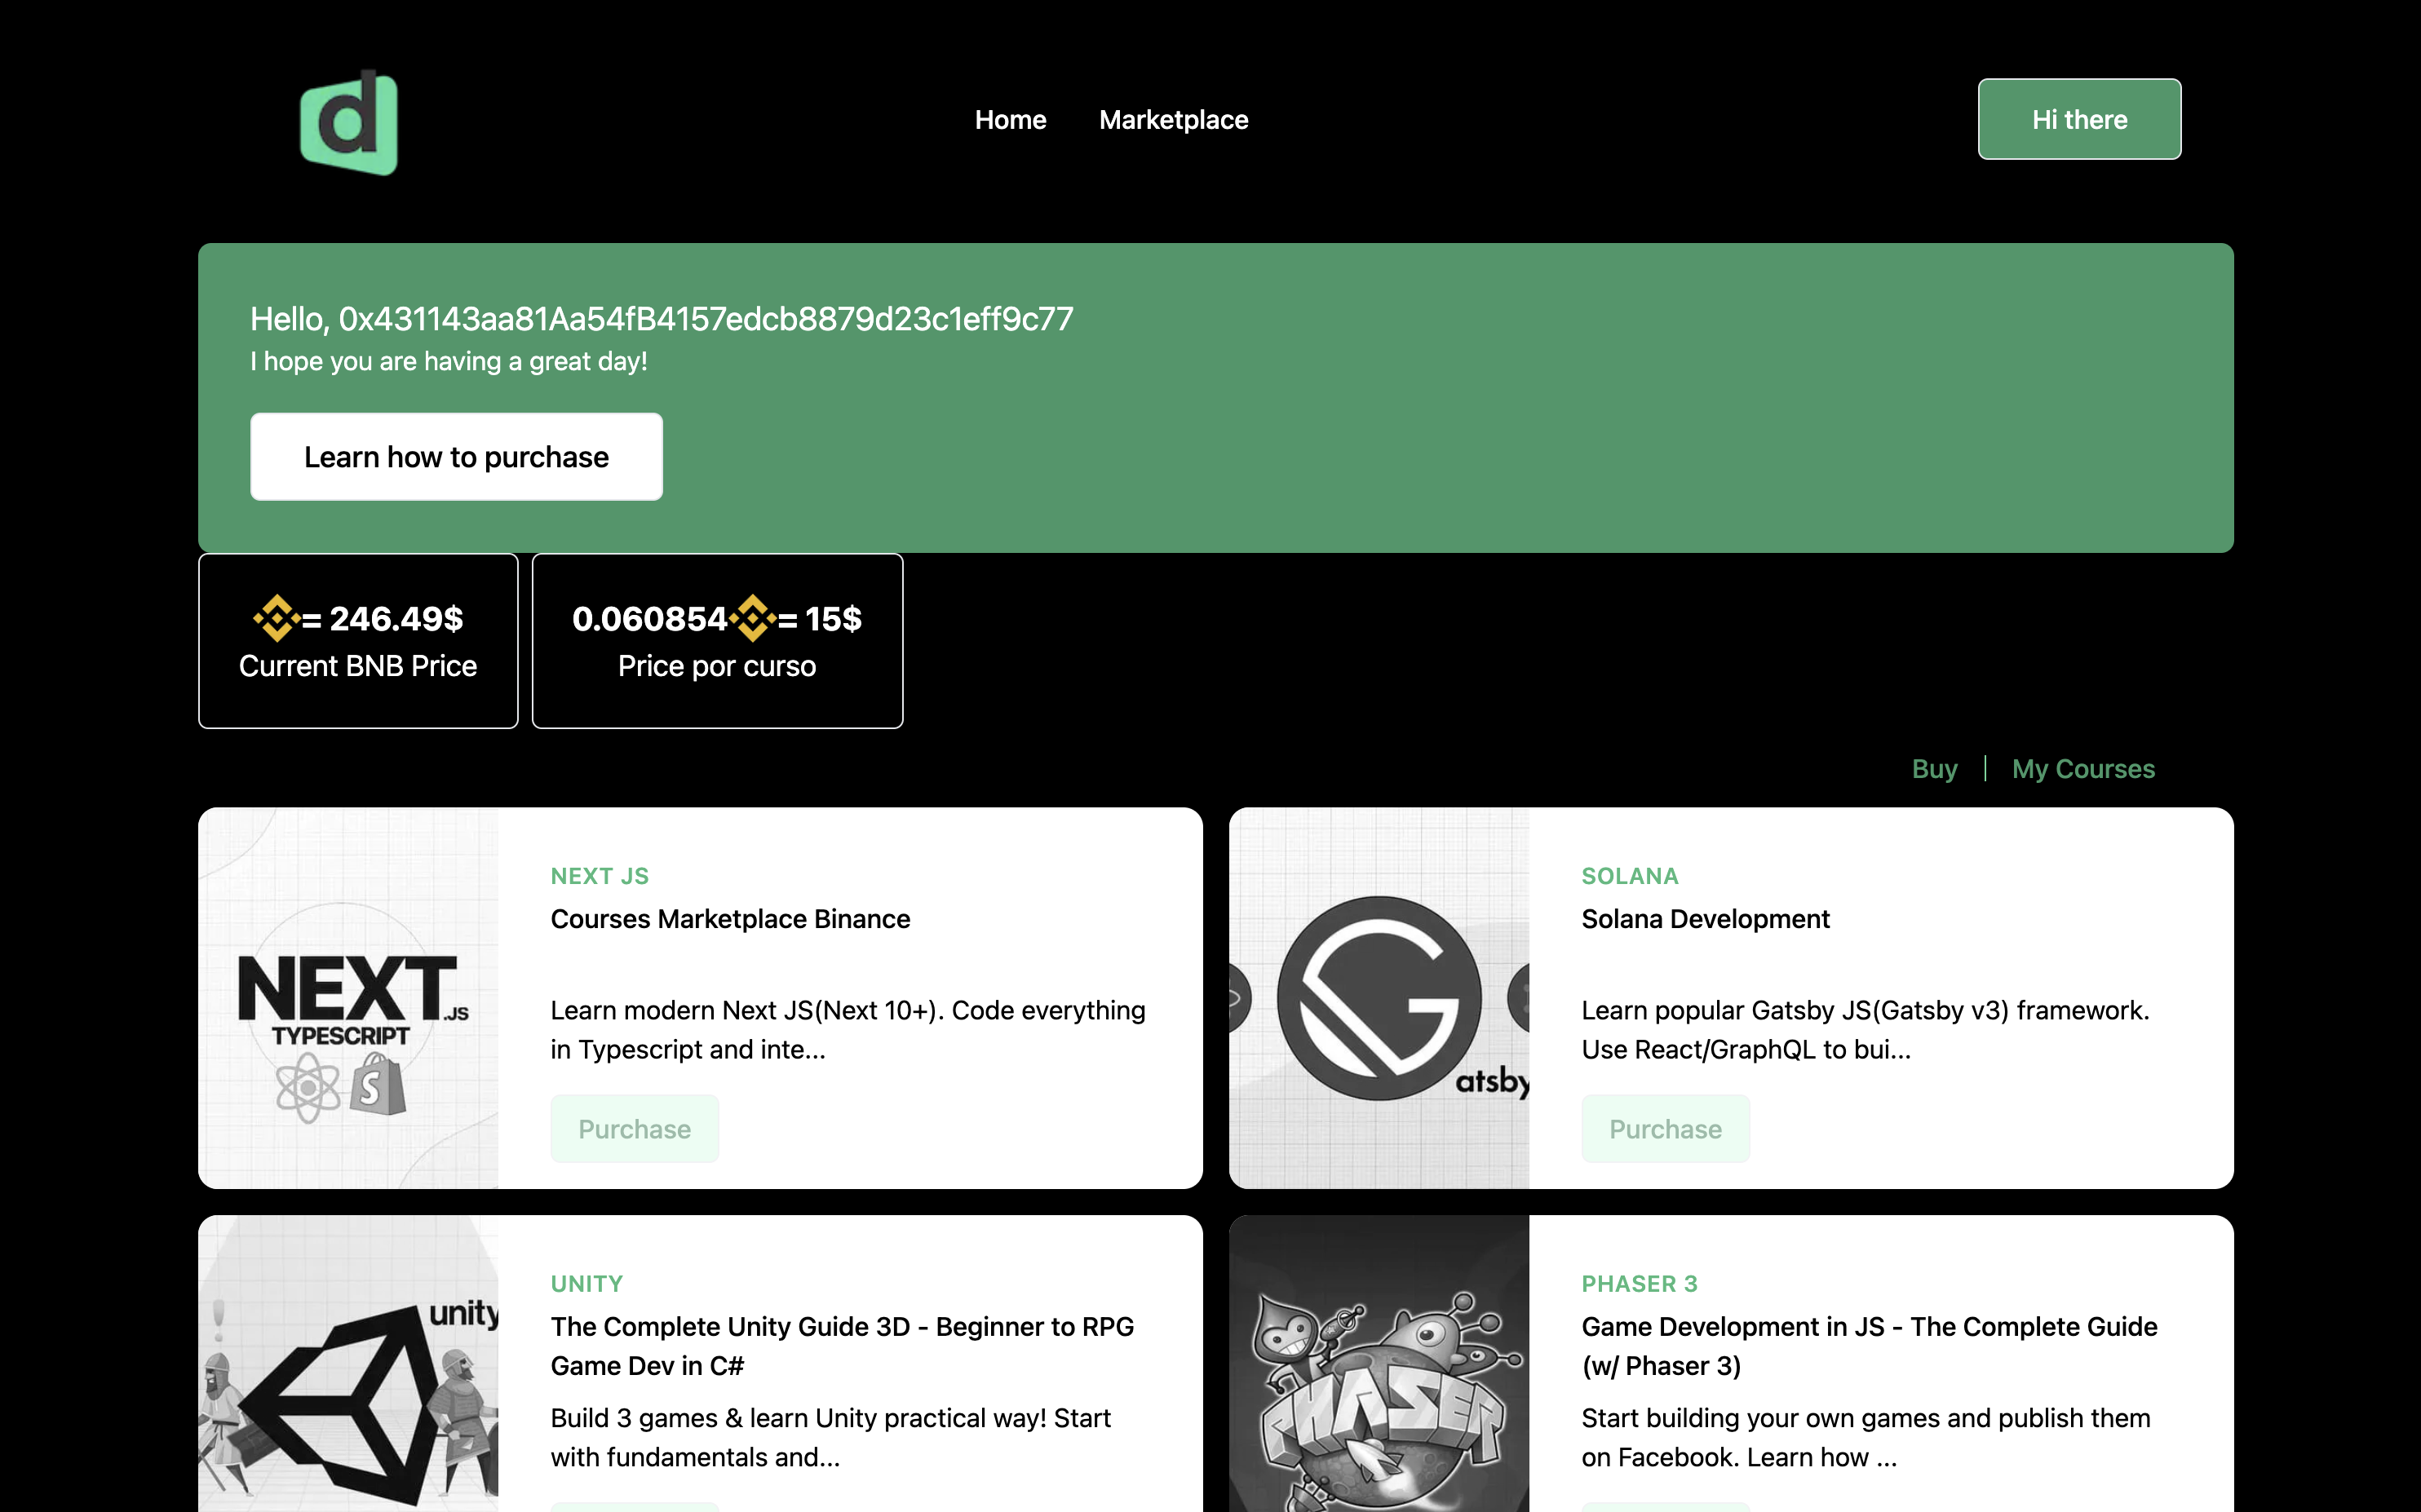 d
Home Marketplace Hi there
Hello, 0x431143aa81Aa54fB4157edcb8879d23c1eff9c77
I hope you are having a great day!
Learn how to purchase
= 246.49$
Current BNB Price
0.060854 = 15$
Price por curso
Buy | My Courses
NEXT.JS
TYPESCRIPT
S
NEXT JS
Courses Marketplace Binance
Learn modern Next JS(Next 10+). Code everything
in Typescript and inte...
Purchase
atsby
SOLANA
Solana Development
Learn popular Gatsby JS(Gatsby v3) framework.
Use React/GraphQL to bui...
Purchase
unity
UNITY
The Complete Unity Guide 3D - Beginner to RPG
Game Dev in C#
Build 3 games & learn Unity practical way! Start
with fundamentals and...
PHASER
PHASER 3
Game Development in JS - The Complete Guide
(w/ Phaser 3)
Start building your own games and publish them
on Facebook. Learn how ...